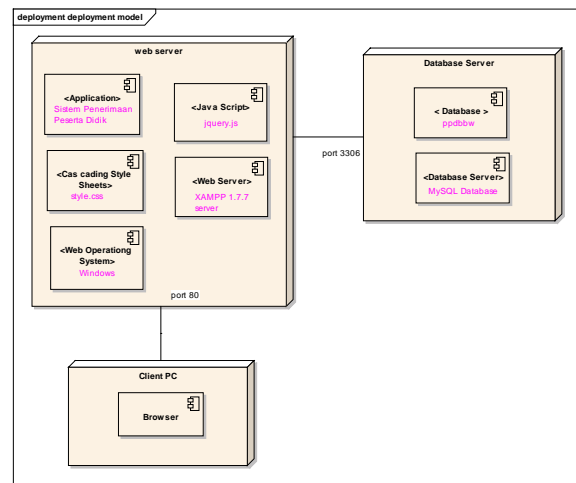 deployment deployment model
web server
<Application>
Sistem Penerimaan
Peserta Didik
<Java Script>
jquery.js
<Cas cading Style
Sheets>
style.css
<Web Server>
XAMPP 1.7.7
server
<Web Operationg
System>
Windows
port 80
port 3306
Database Server
< Database >
ppdbbw
<Database Server>
MySQL Database
Client PC
Browser